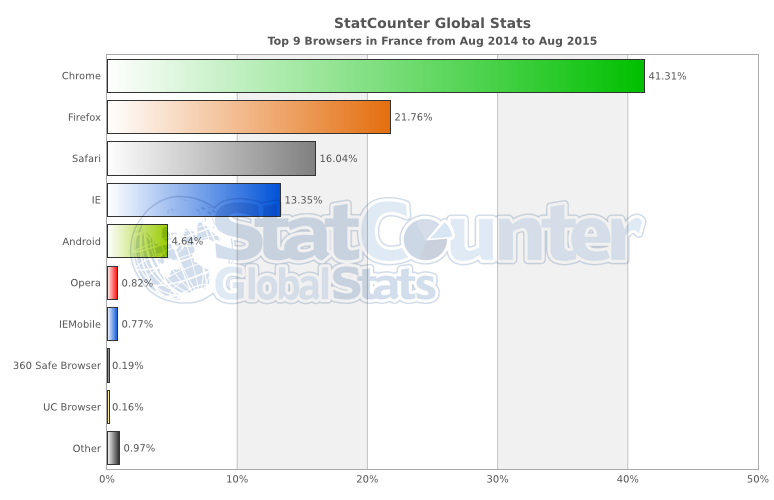 StatCounter Global Stats
Top 9 Browsers in France from Aug 2014 to Aug 2015
Chrome 41.31%
Firefox 21.76%
Safari 16.04%
IE 13.35%
StatCounter
Android 4.64%
GlobalStats
Opera 0.82%
IEMobile 0.77%
360 Safe Browser 0.19%
UC Browser 0.16%
Other 0.97%
0% 10% 20% 30% 40% 50%